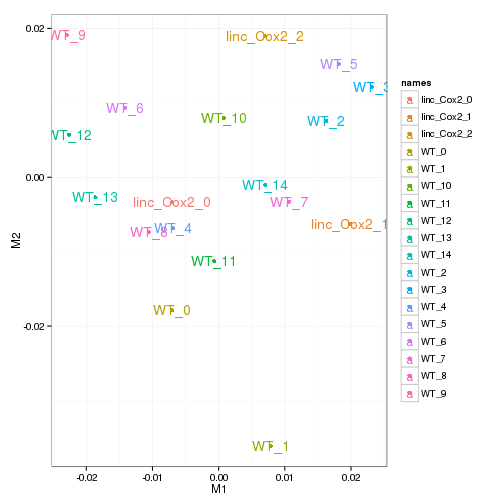 0.02
0.00
-0.02
M2
WT_9
linc_Cox2_2
WT_5
WT_3
WT_6
WT_10
WT_2
WT_12
WT_14
WT_13
linc_Cox2_0
WT_7
linc_Cox2_1
WT_8
WT_4
WT_11
WT_0
WT_1
-0.02
-0.01
0.00
0.01
0.02
M1
names
a linc_Cox2_0
a linc_Cox2_1
a linc_Cox2_2
a WT_0
a WT_1
a WT_10
a WT_11
a WT_12
a WT_13
a WT_14
a WT_2
a WT_3
a WT_4
a WT_5
a WT_6
a WT_7
a WT_8
a WT_9